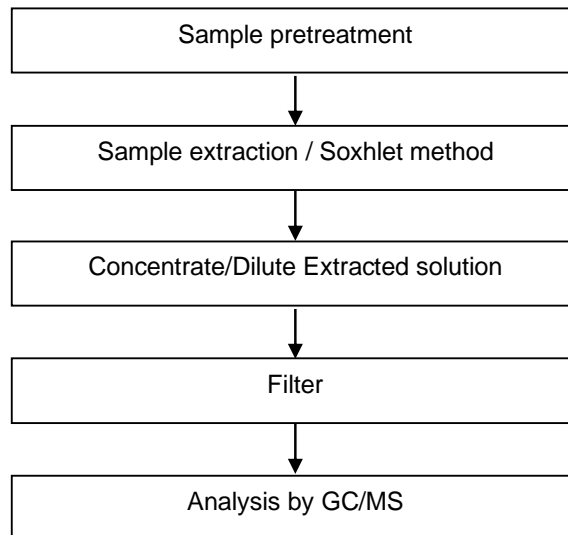 Sample pretreatment
Sample extraction / Soxhlet method
Concentrate/Dilute Extracted solution
Filter
Analysis by GC/MS